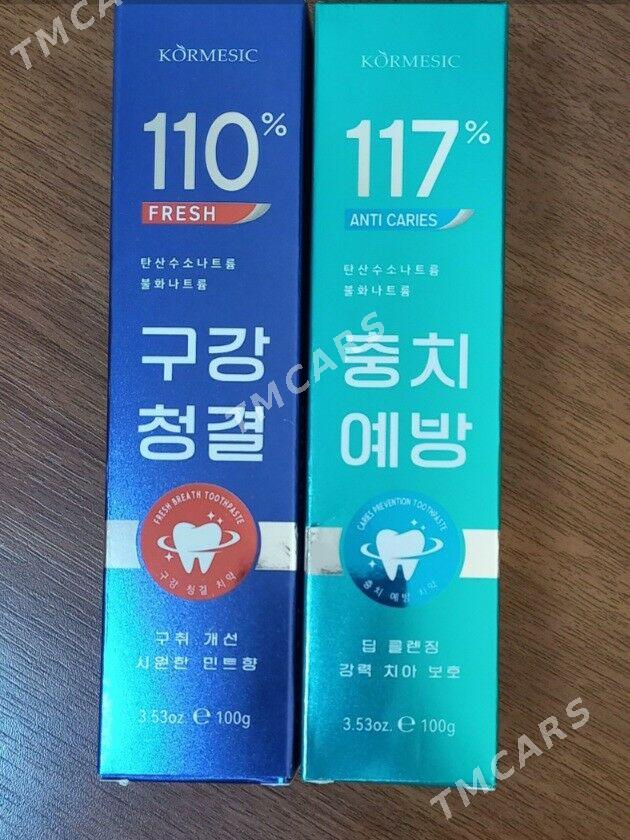 TMCARS
KÒRMESIC
110%
FRESH
탄산수소나트륨
불화나트륨
구강
청결
FRESH BREATH TOOTHPASTE
구강 청결 치약
구취 개선
시원한 민트향
3.53oz. ℮ 100g
KÒRMESIC
117%
ANTI CARIES
탄산수소나트륨
불화나트륨
충치
예방
CARIES PREVENTION TOOTHPASTE
충치 예방 치약
딥 클렌징
강력 치아 보호
3.53oz. ℮ 100g
TMCARS
TMCARS
TMCARS